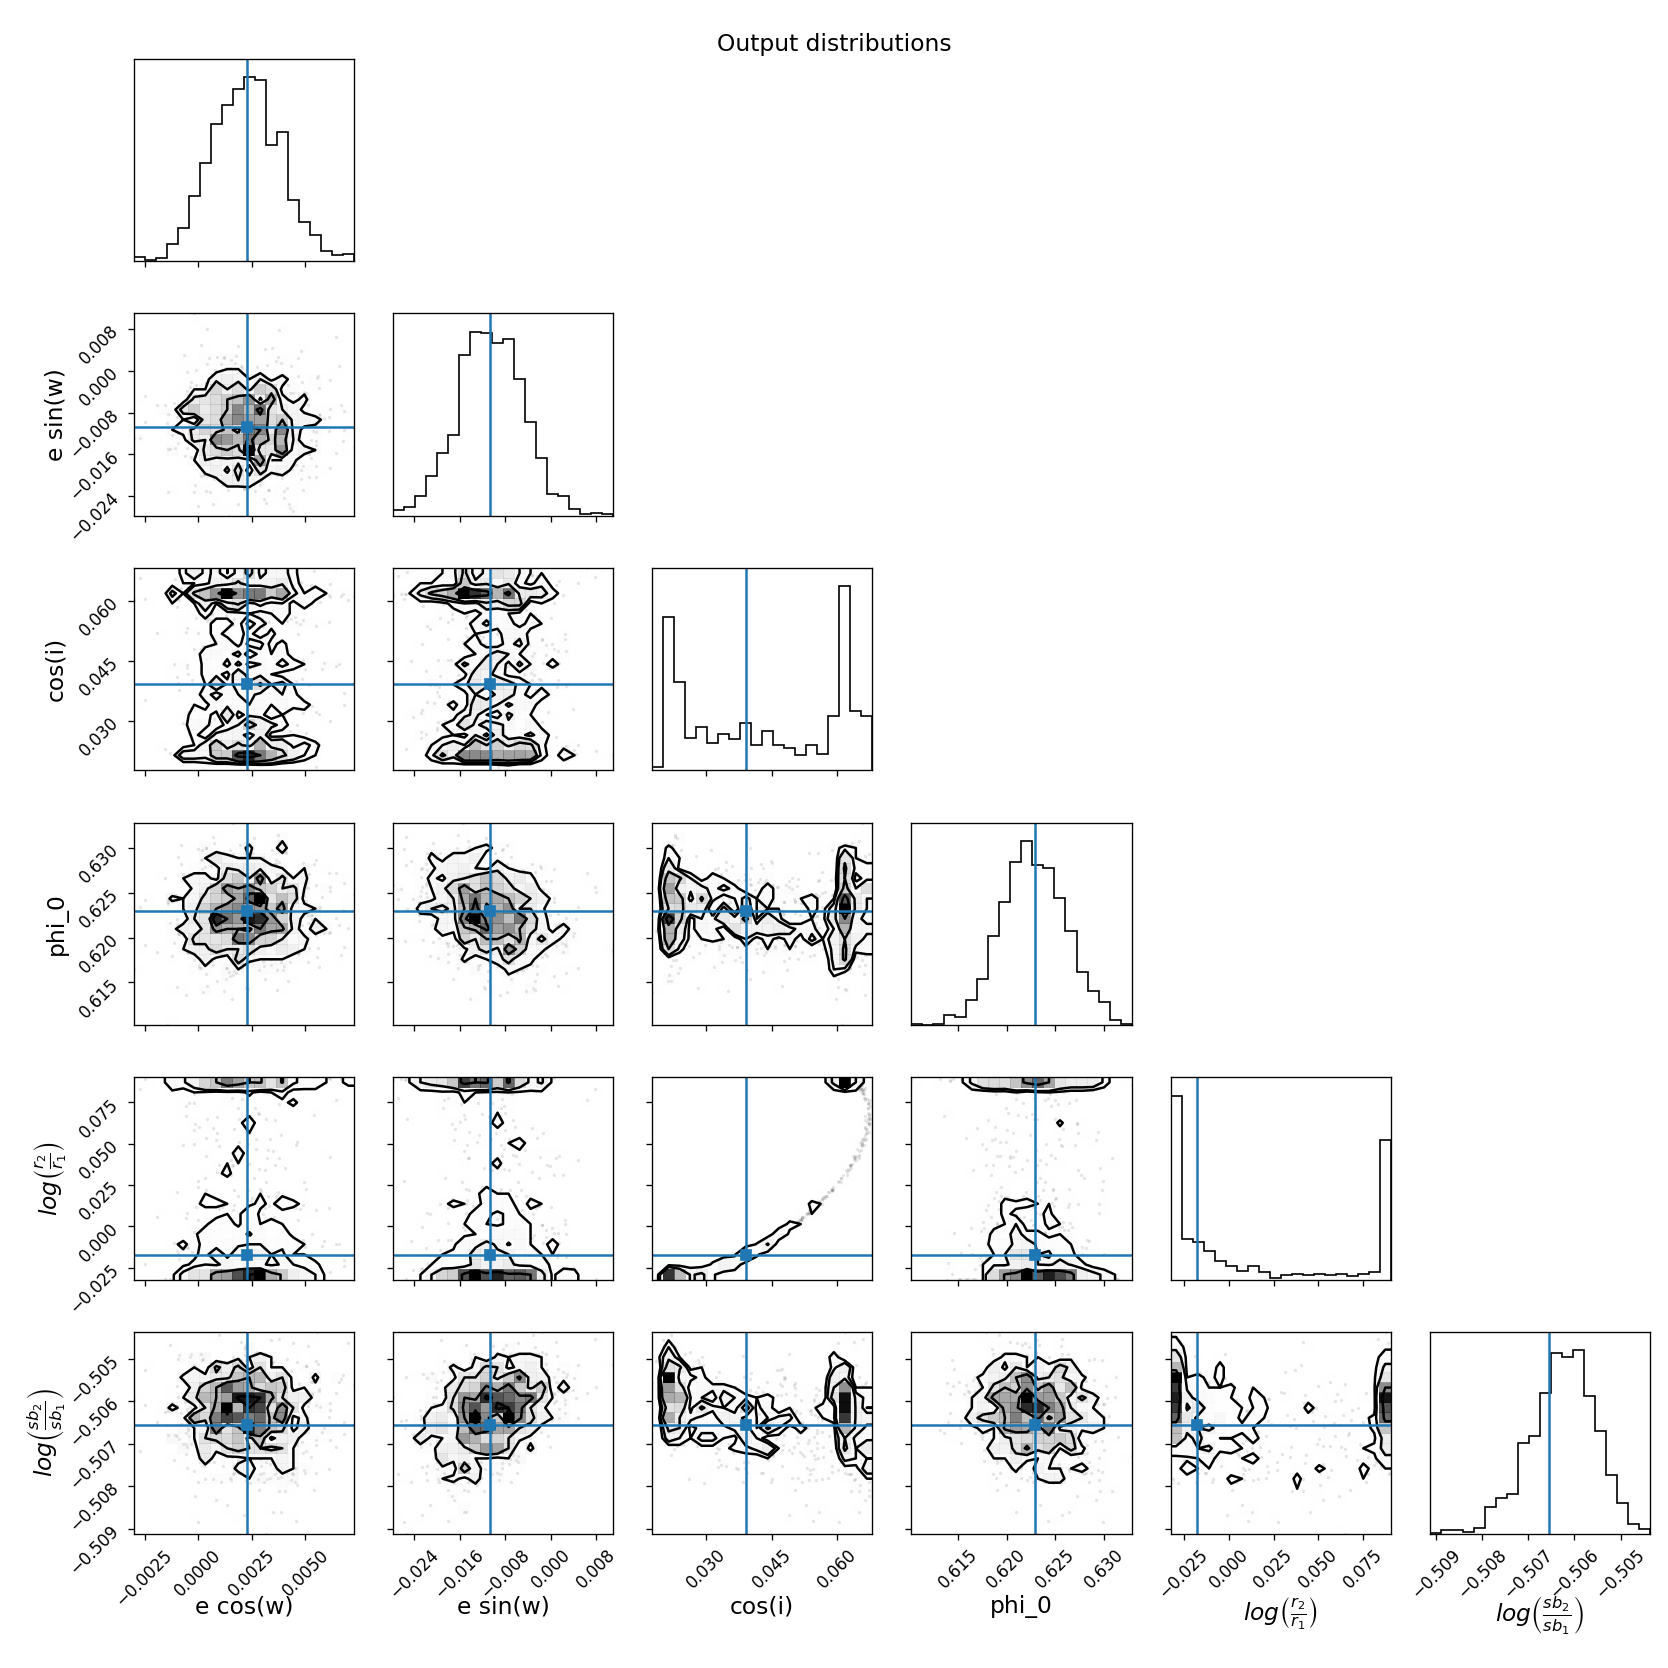 Output distributions
e sin(w)
0.008
0.000
−0.008
−0.016
−0.024
cos(i)
0.060
0.045
0.030
phi_0
0.630
0.625
0.620
0.615
log(r2/r1)
0.075
0.050
0.025
0.000
−0.025
log(sb2/sb1)
−0.505
−0.506
−0.507
−0.508
−0.509
−0.0025 0.0000 0.0025 0.0050
e cos(w)
−0.024 −0.016 −0.008 0.000 0.008
e sin(w)
0.030 0.045 0.060
cos(i)
0.615 0.620 0.625 0.630
phi_0
−0.025 0.000 0.025 0.050 0.075
log(r2/r1)
−0.509 −0.508 −0.507 −0.506 −0.505
log(sb2/sb1)